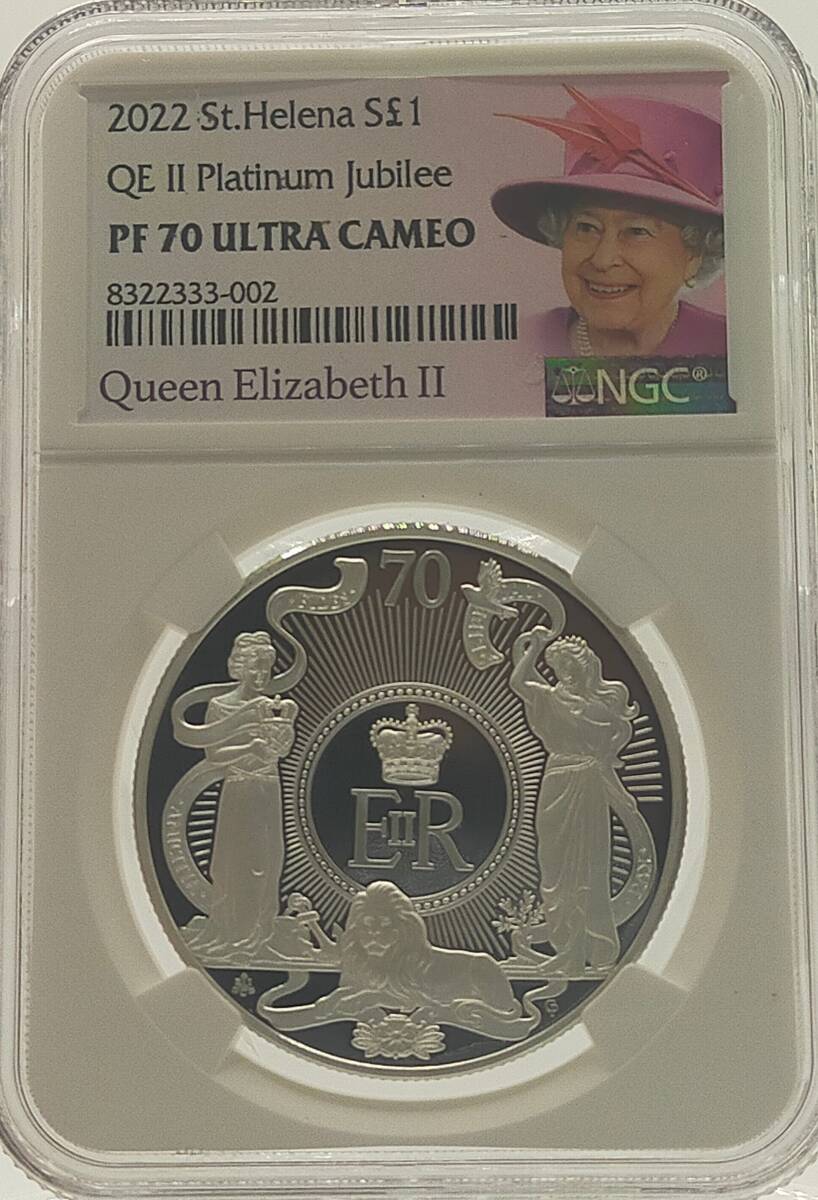 2022 St.Helena S£1
QE II Platinum Jubilee
PF 70 ULTRA CAMEO
8322333-002
Queen Elizabeth II
NGC®
70
FIDES
EIIR